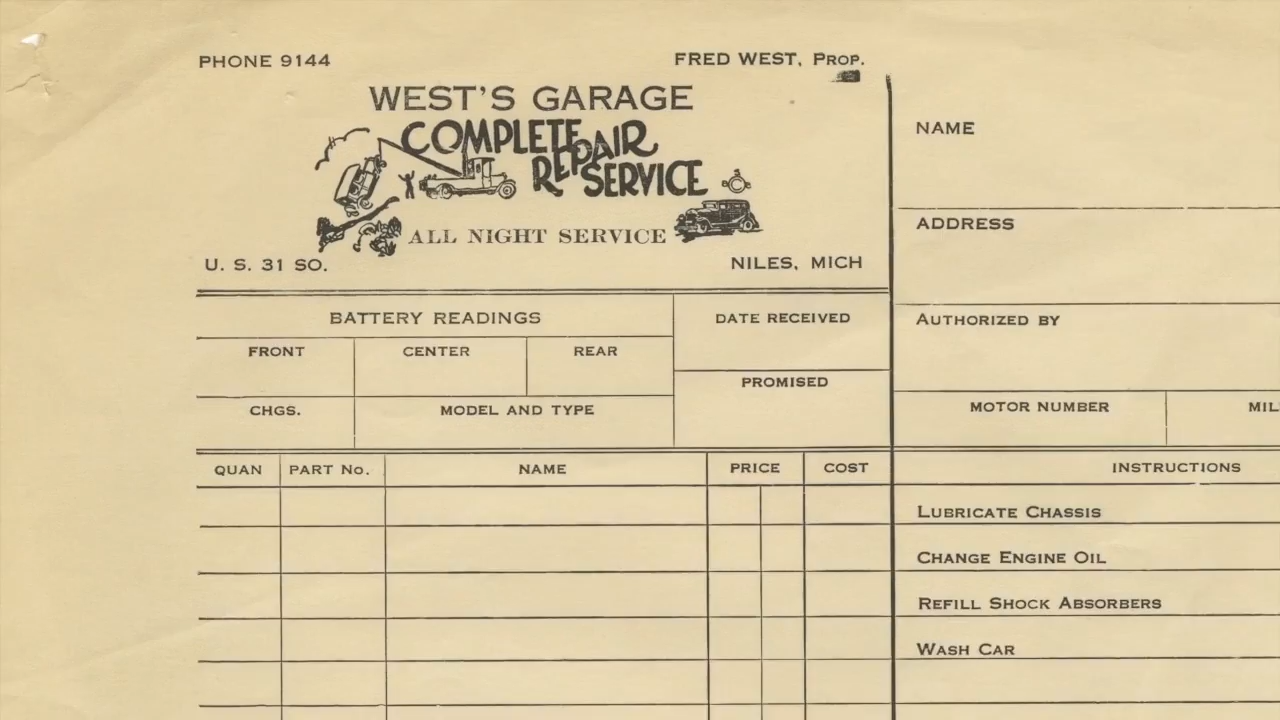 PHONE 9144
FRED WEST, PROP.
WEST'S GARAGE
COMPLETE REPAIR SERVICE
ALL NIGHT SERVICE
U. S. 31 SO.
NILES, MICH
BATTERY READINGS
DATE RECEIVED
FRONT
CENTER
REAR
PROMISED
CHGS.
MODEL AND TYPE
QUAN
PART No.
NAME
PRICE
COST
NAME
ADDRESS
AUTHORIZED BY
MOTOR NUMBER
MIL
INSTRUCTIONS
LUBRICATE CHASSIS
CHANGE ENGINE OIL
REFILL SHOCK ABSORBERS
WASH CAR